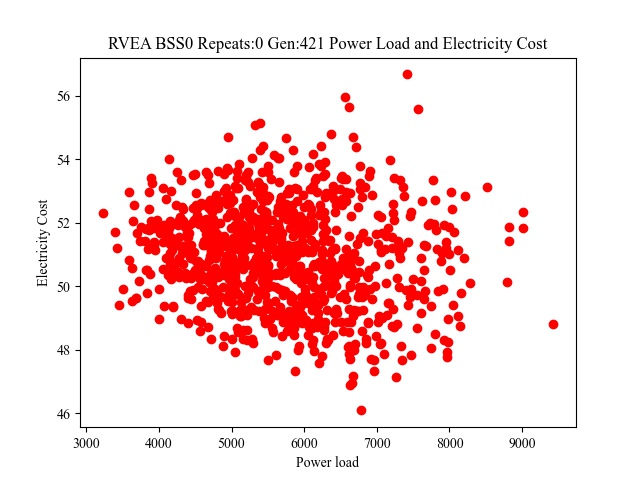 RVEA BSS0 Repeats:0 Gen:421 Power Load and Electricity Cost
Electricity Cost
56
54
52
50
48
46
3000 4000 5000 6000 7000 8000 9000
Power load